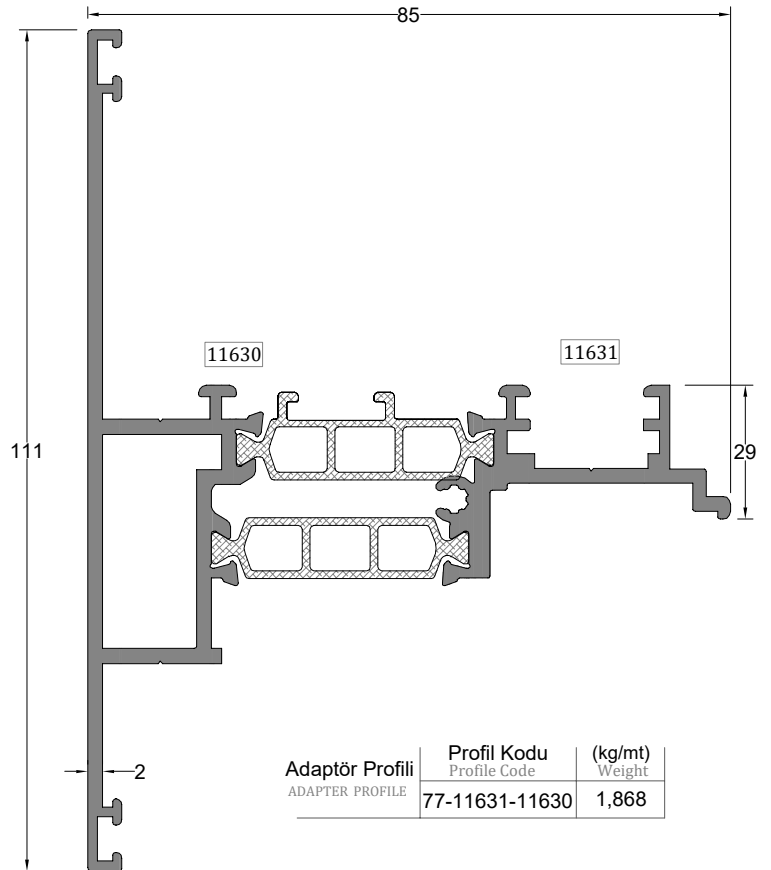 85
11630
11631
111
29
2
Adaptör Profili
ADAPTER PROFILE
Profil Kodu
Profile Code
(kg/mt)
Weight
77-11631-11630
1,868